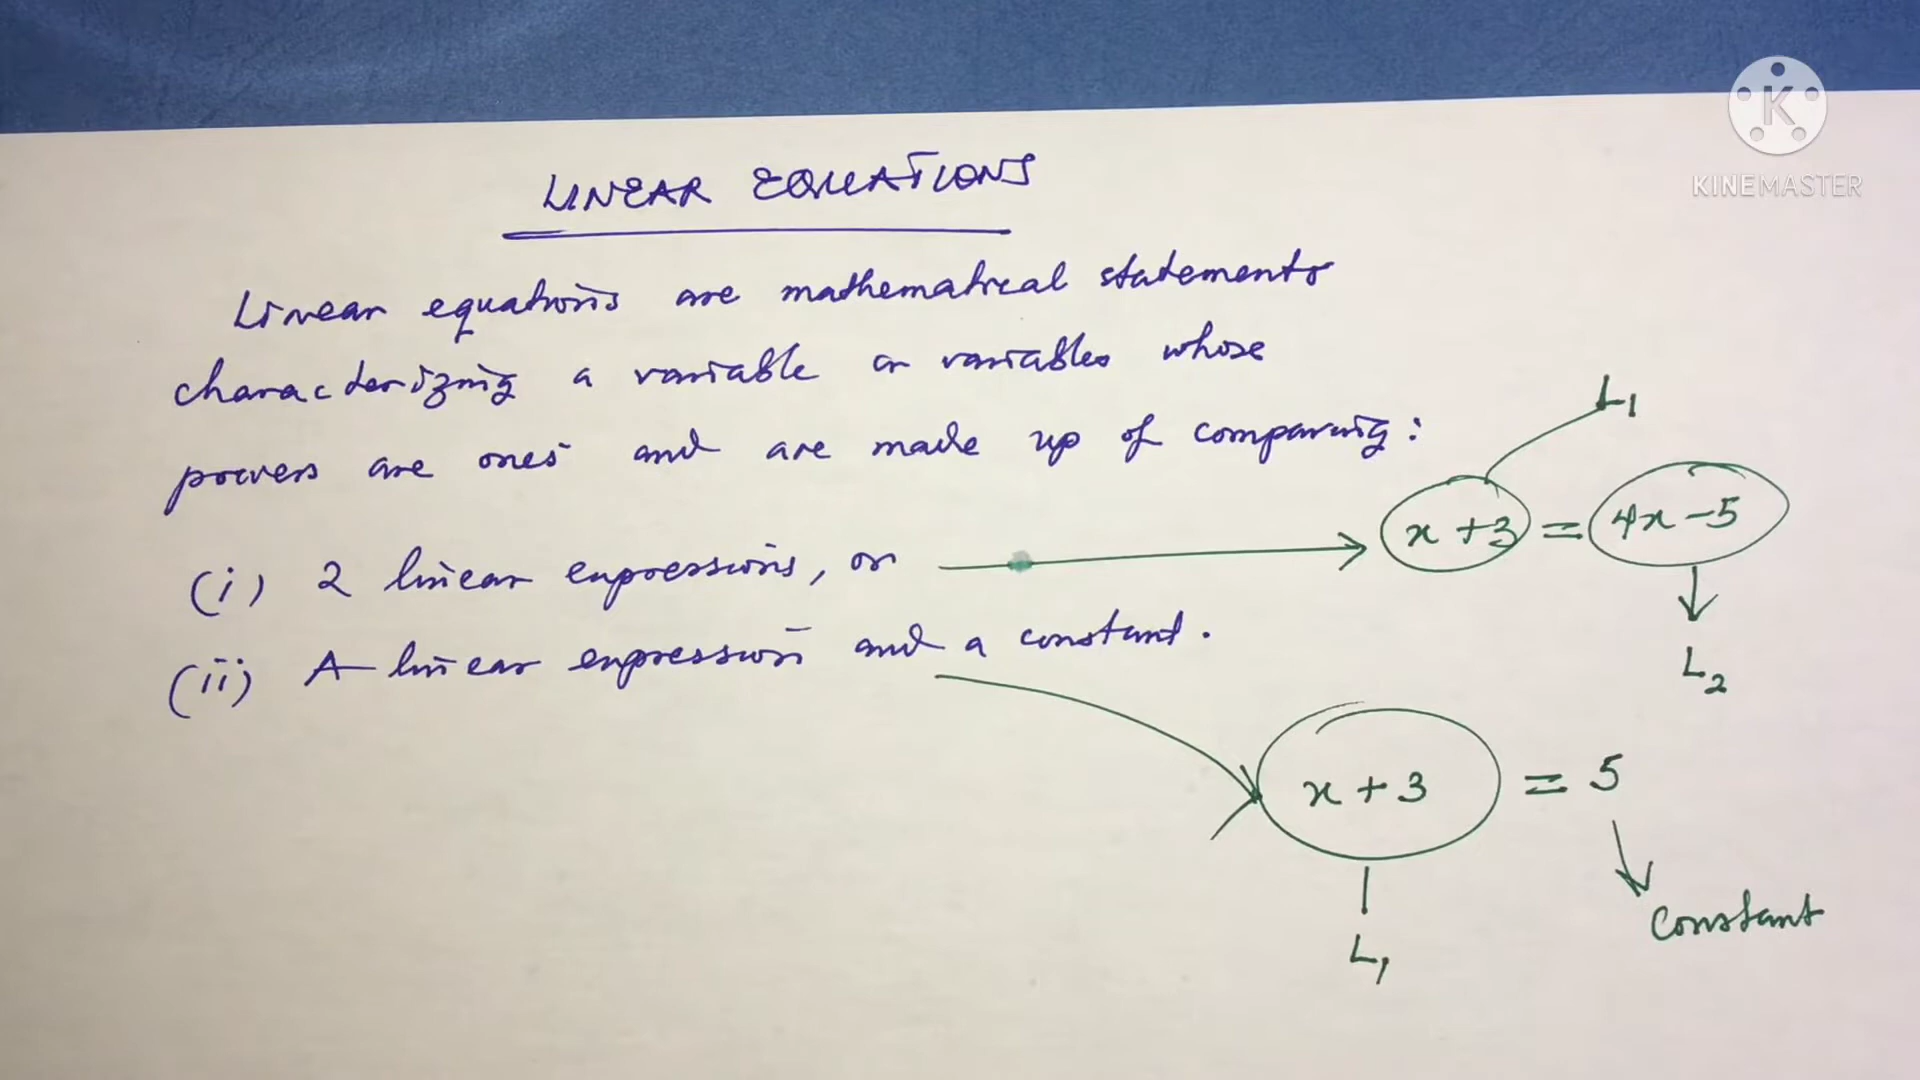 K
KINEMASTER
LINEAR EQUATIONS
Linear equations are mathematical statements
characterizing a variable or variables whose
powers are ones and are made up of comparing:
(i) 2 linear expressions, or
(ii) A linear expression and a constant.
L₁
x + 3 = 4x - 5
L₂
x + 3 = 5
L₁
Constant